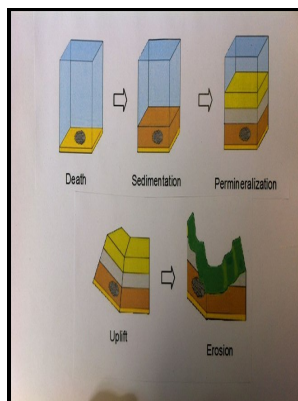 Death
Sedimentation
Permineralization
Uplift
Erosion